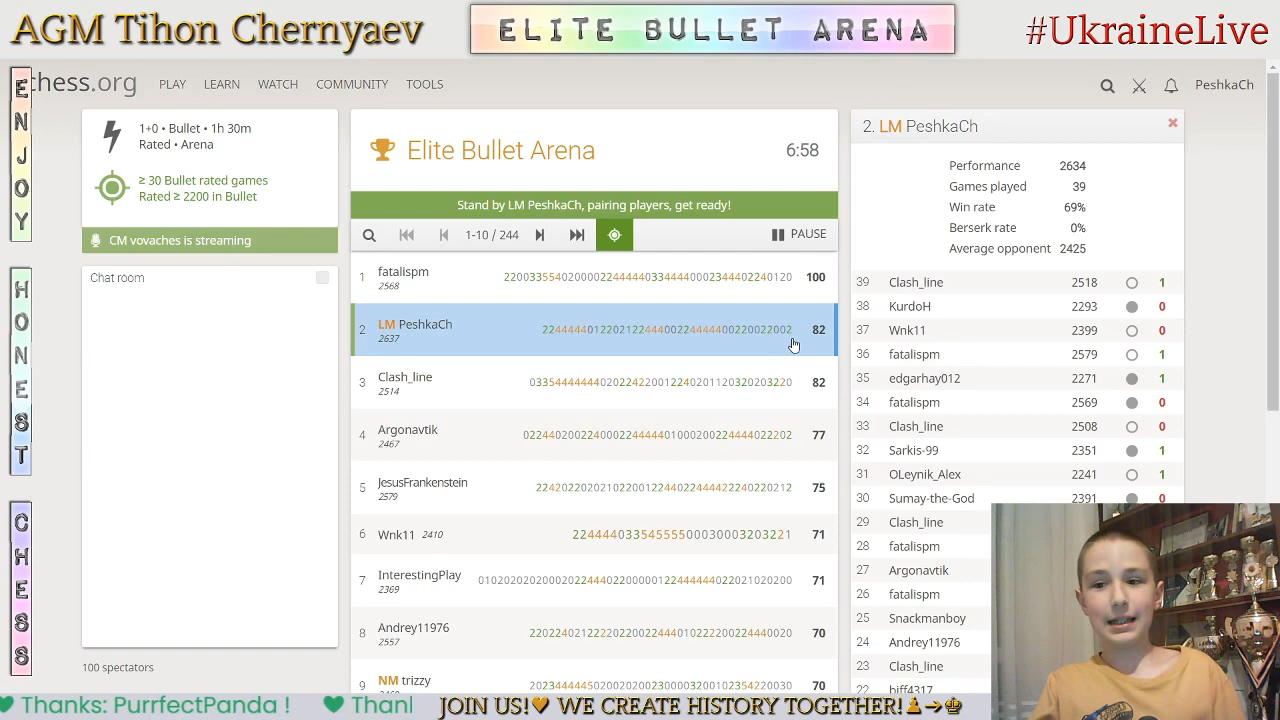 AGM Tihon Chernyaev
ELITE BULLET ARENA
#UkraineLive
ENJOY
HONEST
CHESS
chess.org
PLAY LEARN WATCH COMMUNITY TOOLS
PeshkaCh
1+0 • Bullet • 1h 30m
Rated • Arena
≥ 30 Bullet rated games
Rated ≥ 2200 in Bullet
CM vovaches is streaming
Chat room
100 spectators
Elite Bullet Arena 6:58
Stand by LM PeshkaCh, pairing players, get ready!
1-10 / 244 PAUSE
1 fatalispm 2568 100
2 LM PeshkaCh 2637 224444401220212244400224444400220022002 82
3 Clash_line 2514 82
4 Argonavtik 2467 77
5 JesusFrankenstein 2579 75
6 Wnk11 2410 71
7 InterestingPlay 2369 71
8 Andrey11976 2557 70
9 NM trizzy 70
2. LM PeshkaCh
Performance 2634
Games played 39
Win rate 69%
Berserk rate 0%
Average opponent 2425
39 Clash_line 2518 1
38 KurdoH 2293 0
37 Wnk11 2399 0
36 fatalispm 2579 1
35 edgarhay012 2271 1
34 fatalispm 2569 0
33 Clash_line 2508 0
32 Sarkis-99 2351 1
31 OLeynik_Alex 2241 1
30 Sumay-the-God 2391 0
29 Clash_line
28 fatalispm
27 Argonavtik
26 fatalispm
25 Snackmanboy
24 Andrey11976
23 Clash_line
22 biff4317
Thanks: PurrfectPanda ! Thanl
JOIN US! WE CREATE HISTORY TOGETHER!